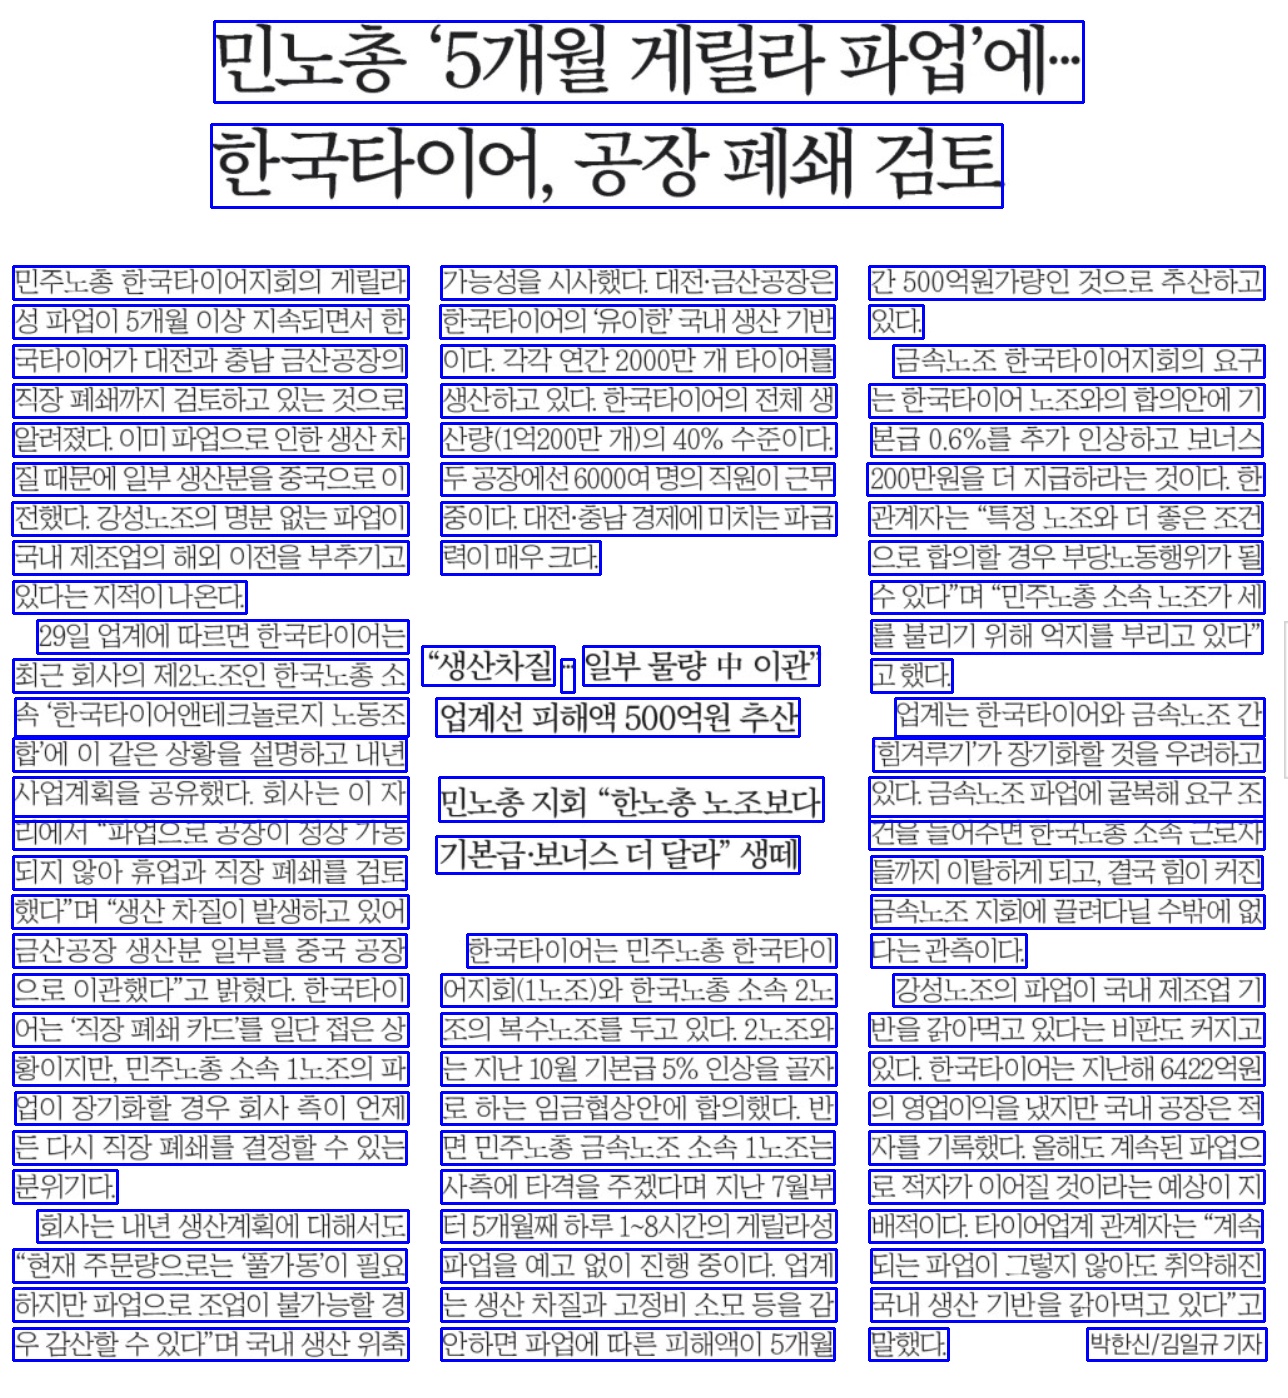 민노총 ‘5개월 게릴라 파업’에…
한국타이어, 공장 폐쇄 검토
민주노총 한국타이어지회의 게릴라
성 파업이 5개월 이상 지속되면서 한
국타이어가 대전과 충남 금산공장의
직장 폐쇄까지 검토하고 있는 것으로
알려졌다. 이미 파업으로 인한 생산 차
질 때문에 일부 생산분을 중국으로 이
전했다. 강성노조의 명분 없는 파업이
국내 제조업의 해외 이전을 부추기고
있다는 지적이 나온다.
29일 업계에 따르면 한국타이어는
최근 회사의 제2노조인 한국노총 소
속 ‘한국타이어앤테크놀로지 노동조
합’에 이 같은 상황을 설명하고 내년
사업계획을 공유했다. 회사는 이 자
리에서 “파업으로 공장이 정상 가동
되지 않아 휴업과 직장 폐쇄를 검토
했다”며 “생산 차질이 발생하고 있어
금산공장 생산분 일부를 중국 공장
으로 이관했다”고 밝혔다. 한국타이
어는 ‘직장 폐쇄 카드’를 일단 접은 상
황이지만, 민주노총 소속 1노조의 파
업이 장기화할 경우 회사 측이 언제
든 다시 직장 폐쇄를 결정할 수 있는
분위기다.
회사는 내년 생산계획에 대해서도
“현재 주문량으로는 ‘풀가동’이 필요
하지만 파업으로 조업이 불가능할 경
우 감산할 수 있다”며 국내 생산 위축
가능성을 시사했다. 대전·금산공장은
한국타이어의 ‘유이한’ 국내 생산 기반
이다. 각각 연간 2000만 개 타이어를
생산하고 있다. 한국타이어의 전체 생
산량(1억200만 개)의 40% 수준이다.
두 공장에선 6000여 명의 직원이 근무
중이다. 대전·충남 경제에 미치는 파급
력이 매우 크다.
“생산차질…일부 물량 中 이관”
업계선 피해액 500억원 추산
민노총 지회 “한노총 노조보다
기본급·보너스 더 달라” 생떼
한국타이어는 민주노총 한국타이
어지회(1노조)와 한국노총 소속 2노
조의 복수노조를 두고 있다. 2노조와
는 지난 10월 기본급 5% 인상을 골자
로 하는 임금협상안에 합의했다. 반
면 민주노총 금속노조 소속 1노조는
사측에 타격을 주겠다며 지난 7월부
터 5개월째 하루 1~8시간의 게릴라성
파업을 예고 없이 진행 중이다. 업계
는 생산 차질과 고정비 소모 등을 감
안하면 파업에 따른 피해액이 5개월
간 500억원가량인 것으로 추산하고
있다.
금속노조 한국타이어지회의 요구
는 한국타이어 노조와의 합의안에 기
본급 0.6%를 추가 인상하고 보너스
200만원을 더 지급하라는 것이다. 한
관계자는 “특정 노조와 더 좋은 조건
으로 합의할 경우 부당노동행위가 될
수 있다”며 “민주노총 소속 노조가 세
를 불리기 위해 억지를 부리고 있다”
고 했다.
업계는 한국타이어와 금속노조 간
‘힘겨루기’가 장기화할 것을 우려하고
있다. 금속노조 파업에 굴복해 요구 조
건을 들어주면 한국노총 소속 근로자
들까지 이탈하게 되고, 결국 힘이 커진
금속노조 지회에 끌려다닐 수밖에 없
다는 관측이다.
강성노조의 파업이 국내 제조업 기
반을 갉아먹고 있다는 비판도 커지고
있다. 한국타이어는 지난해 6422억원
의 영업이익을 냈지만 국내 공장은 적
자를 기록했다. 올해도 계속된 파업으
로 적자가 이어질 것이라는 예상이 지
배적이다. 타이어업계 관계자는 “계속
되는 파업이 그렇지 않아도 취약해진
국내 생산 기반을 갉아먹고 있다”고
말했다. 박한신/김일규 기자